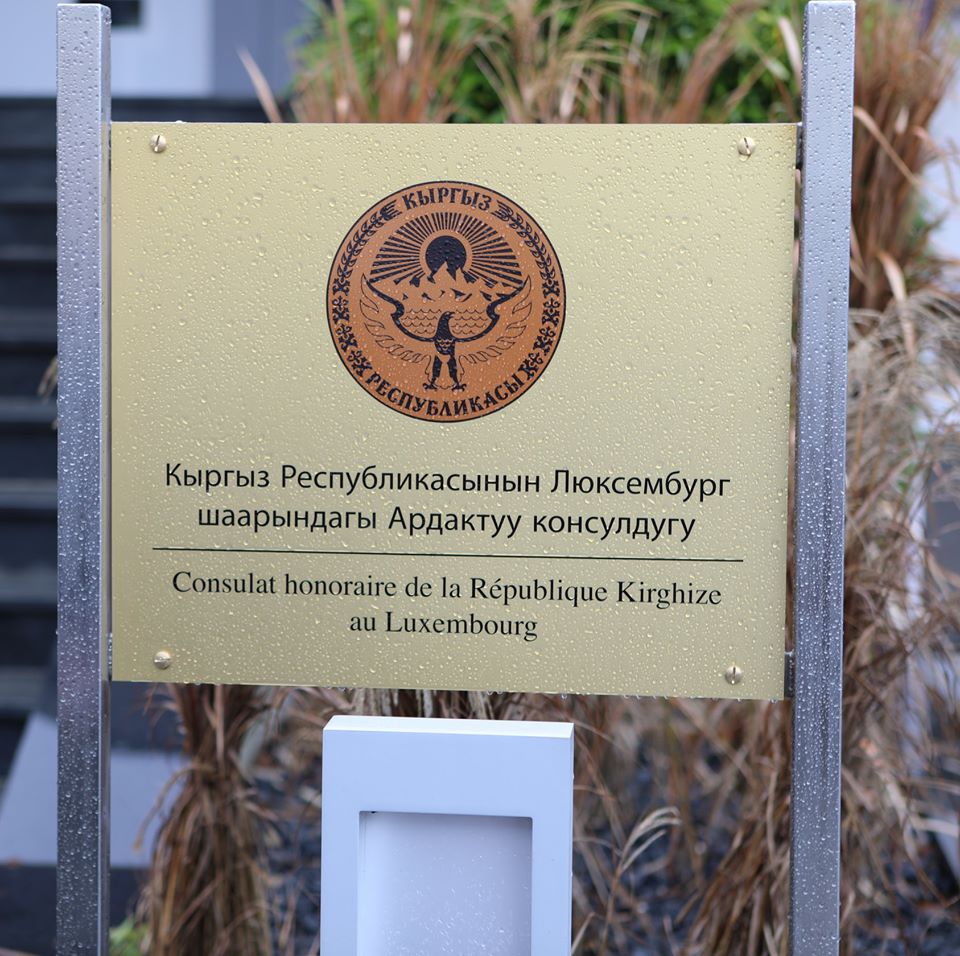 КЫРГЫЗ
РЕСПУБЛИКАСЫ
Кыргыз Республикасынын Люксембург
шаарындагы Ардактуу консулдугу
Consulat honoraire de la République Kirghize
au Luxembourg